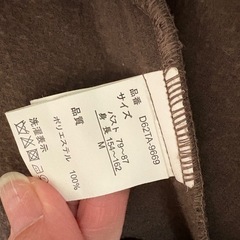 品番
D62TA-9669
サイズ
バスト 79~87
身長 154~162
M
品質
ポリエステル 100%
洗濯表示